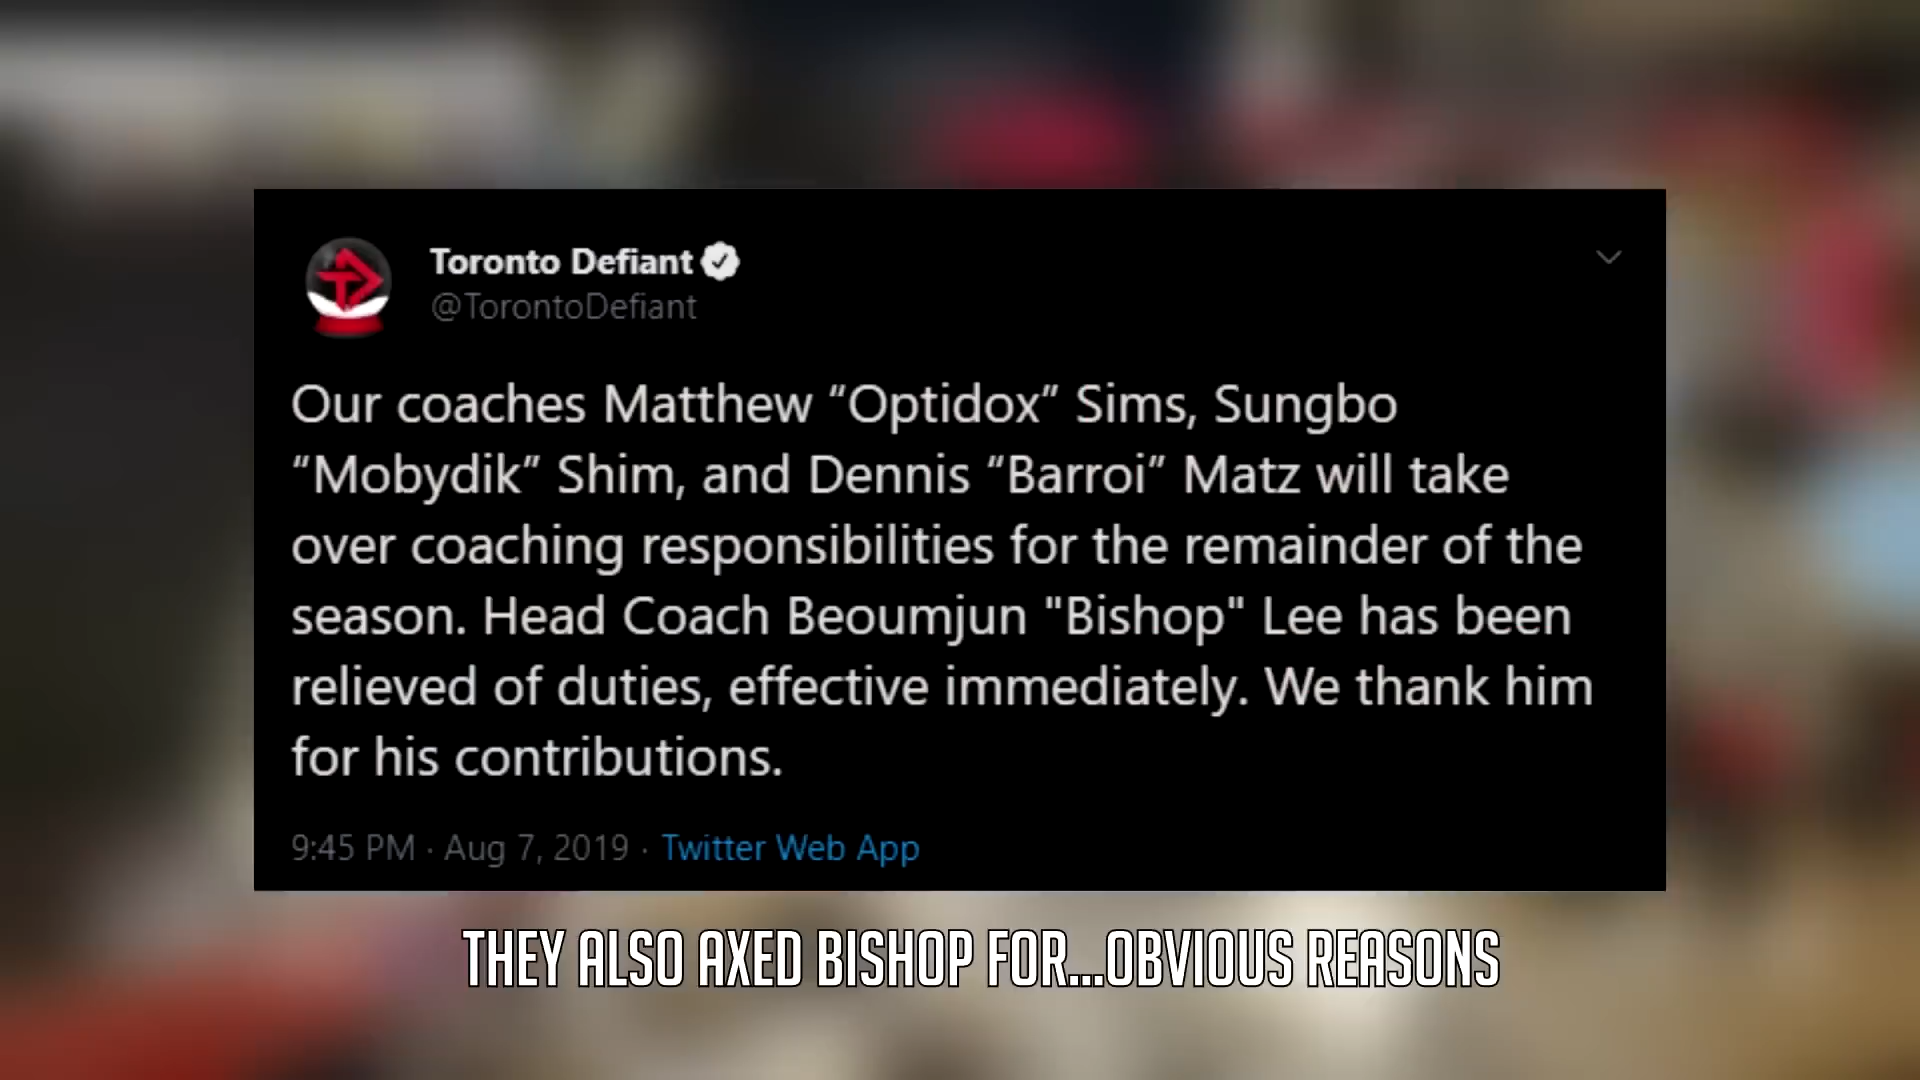 Toronto Defiant
@TorontoDefiant
Our coaches Matthew “Optidox” Sims, Sungbo
“Mobydik” Shim, and Dennis “Barroi” Matz will take
over coaching responsibilities for the remainder of the
season. Head Coach Beoumjun "Bishop" Lee has been
relieved of duties, effective immediately. We thank him
for his contributions.
9:45 PM · Aug 7, 2019 · Twitter Web App
THEY ALSO AXED BISHOP FOR...OBVIOUS REASONS